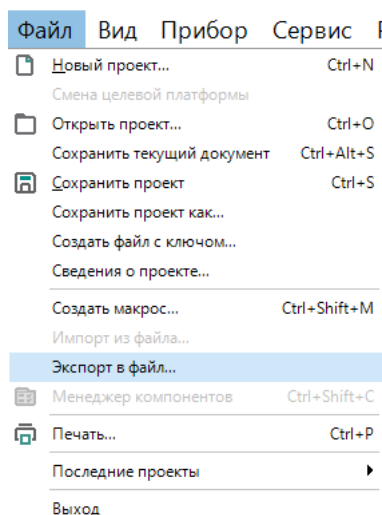 Файл Вид Прибор Сервис
Новый проект... Ctrl+N
Смена целевой платформы
Открыть проект... Ctrl+O
Сохранить текущий документ Ctrl+Alt+S
Сохранить проект Ctrl+S
Сохранить проект как...
Создать файл с ключом...
Сведения о проекте...
Создать макрос... Ctrl+Shift+M
Импорт из файла...
Экспорт в файл...
Менеджер компонентов Ctrl+Shift+C
Печать... Ctrl+P
Последние проекты
Выход